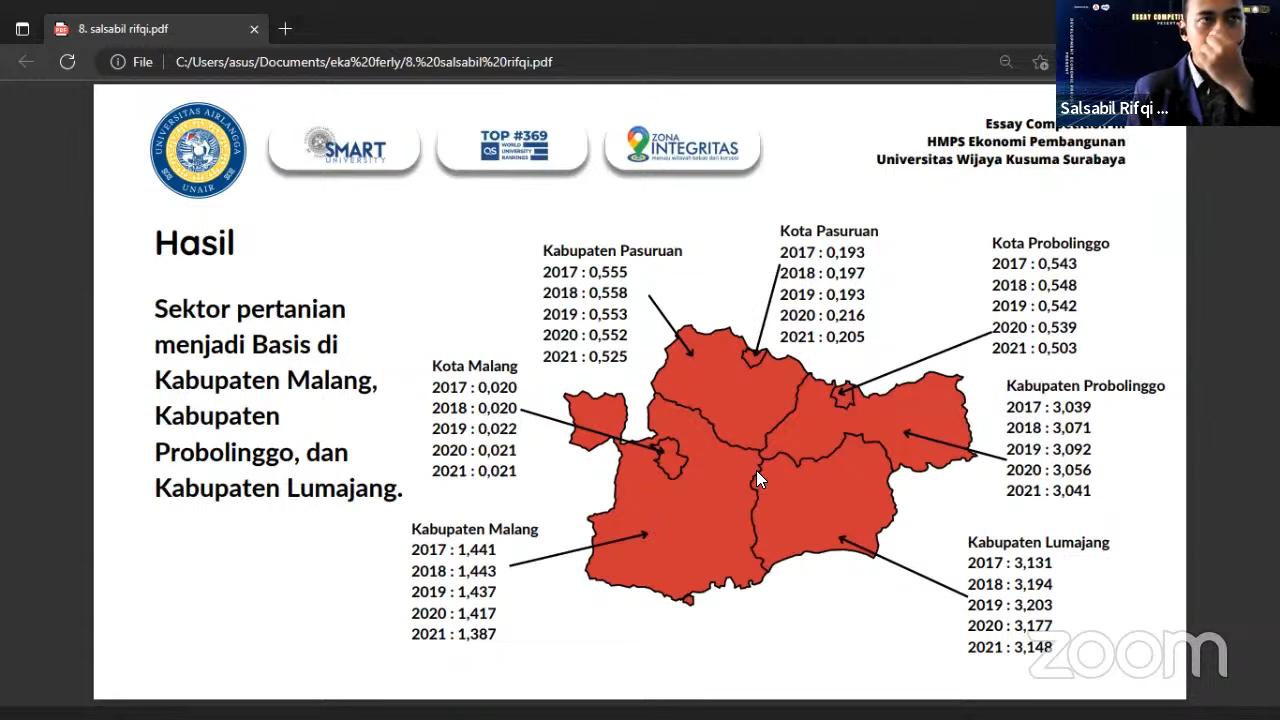 8. salsabil rifqi.pdf
File
C:/Users/asus/Documents/eka%20ferly/8.%20salsabil%20rifqi.pdf
ESSAY COMPETI
Salsabil Rifqi ...
UNIVERSITAS AIRLANGGA
UNAIR
SMART
UNIVERSITY
TOP #369
QS WORLD UNIVERSITY RANKINGS
ZONA
INTEGRITAS
menuju wilayah bebas dari korupsi
Essay Competition III
HMPS Ekonomi Pembangunan
Universitas Wijaya Kusuma Surabaya
Hasil
Sektor pertanian
menjadi Basis di
Kabupaten Malang,
Kabupaten
Probolinggo, dan
Kabupaten Lumajang.
Kabupaten Pasuruan
2017 : 0,555
2018 : 0,558
2019 : 0,553
2020 : 0,552
2021 : 0,525
Kota Pasuruan
2017 : 0,193
2018 : 0,197
2019 : 0,193
2020 : 0,216
2021 : 0,205
Kota Probolinggo
2017 : 0,543
2018 : 0,548
2019 : 0,542
2020 : 0,539
2021 : 0,503
Kota Malang
2017 : 0,020
2018 : 0,020
2019 : 0,022
2020 : 0,021
2021 : 0,021
Kabupaten Probolinggo
2017 : 3,039
2018 : 3,071
2019 : 3,092
2020 : 3,056
2021 : 3,041
Kabupaten Malang
2017 : 1,441
2018 : 1,443
2019 : 1,437
2020 : 1,417
2021 : 1,387
Kabupaten Lumajang
2017 : 3,131
2018 : 3,194
2019 : 3,203
2020 : 3,177
2021 : 3,148
zoom